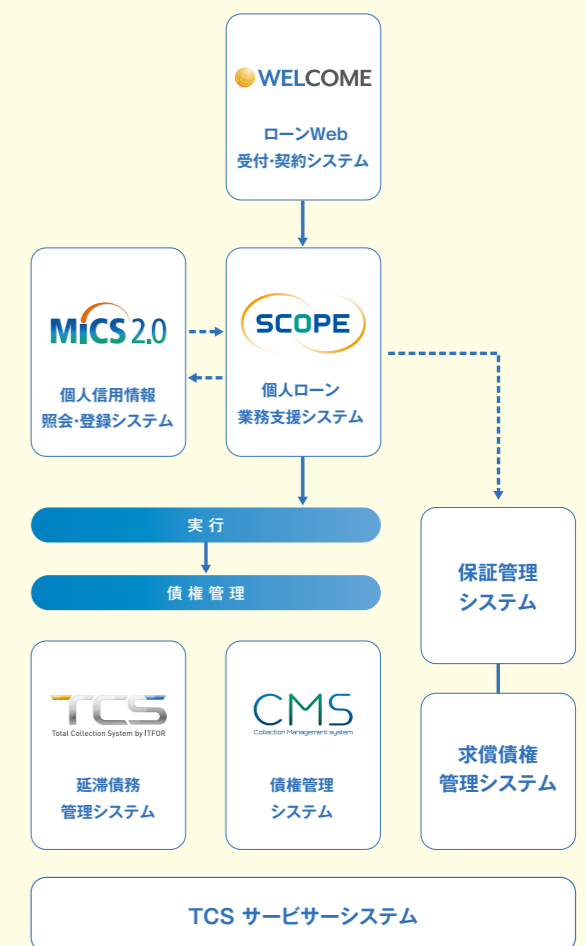 WELCOME
ローンWeb
受付・契約システム
MiCS 2.0
個人信用情報
照会・登録システム
SCOPE
個人ローン
業務支援システム
実行
債権管理
保証管理
システム
TCS
Total Collection System by ITFOR
延滞債務
管理システム
CMS
Collection Management system
債権管理
システム
求償債権
管理システム
TCS サービサーシステム